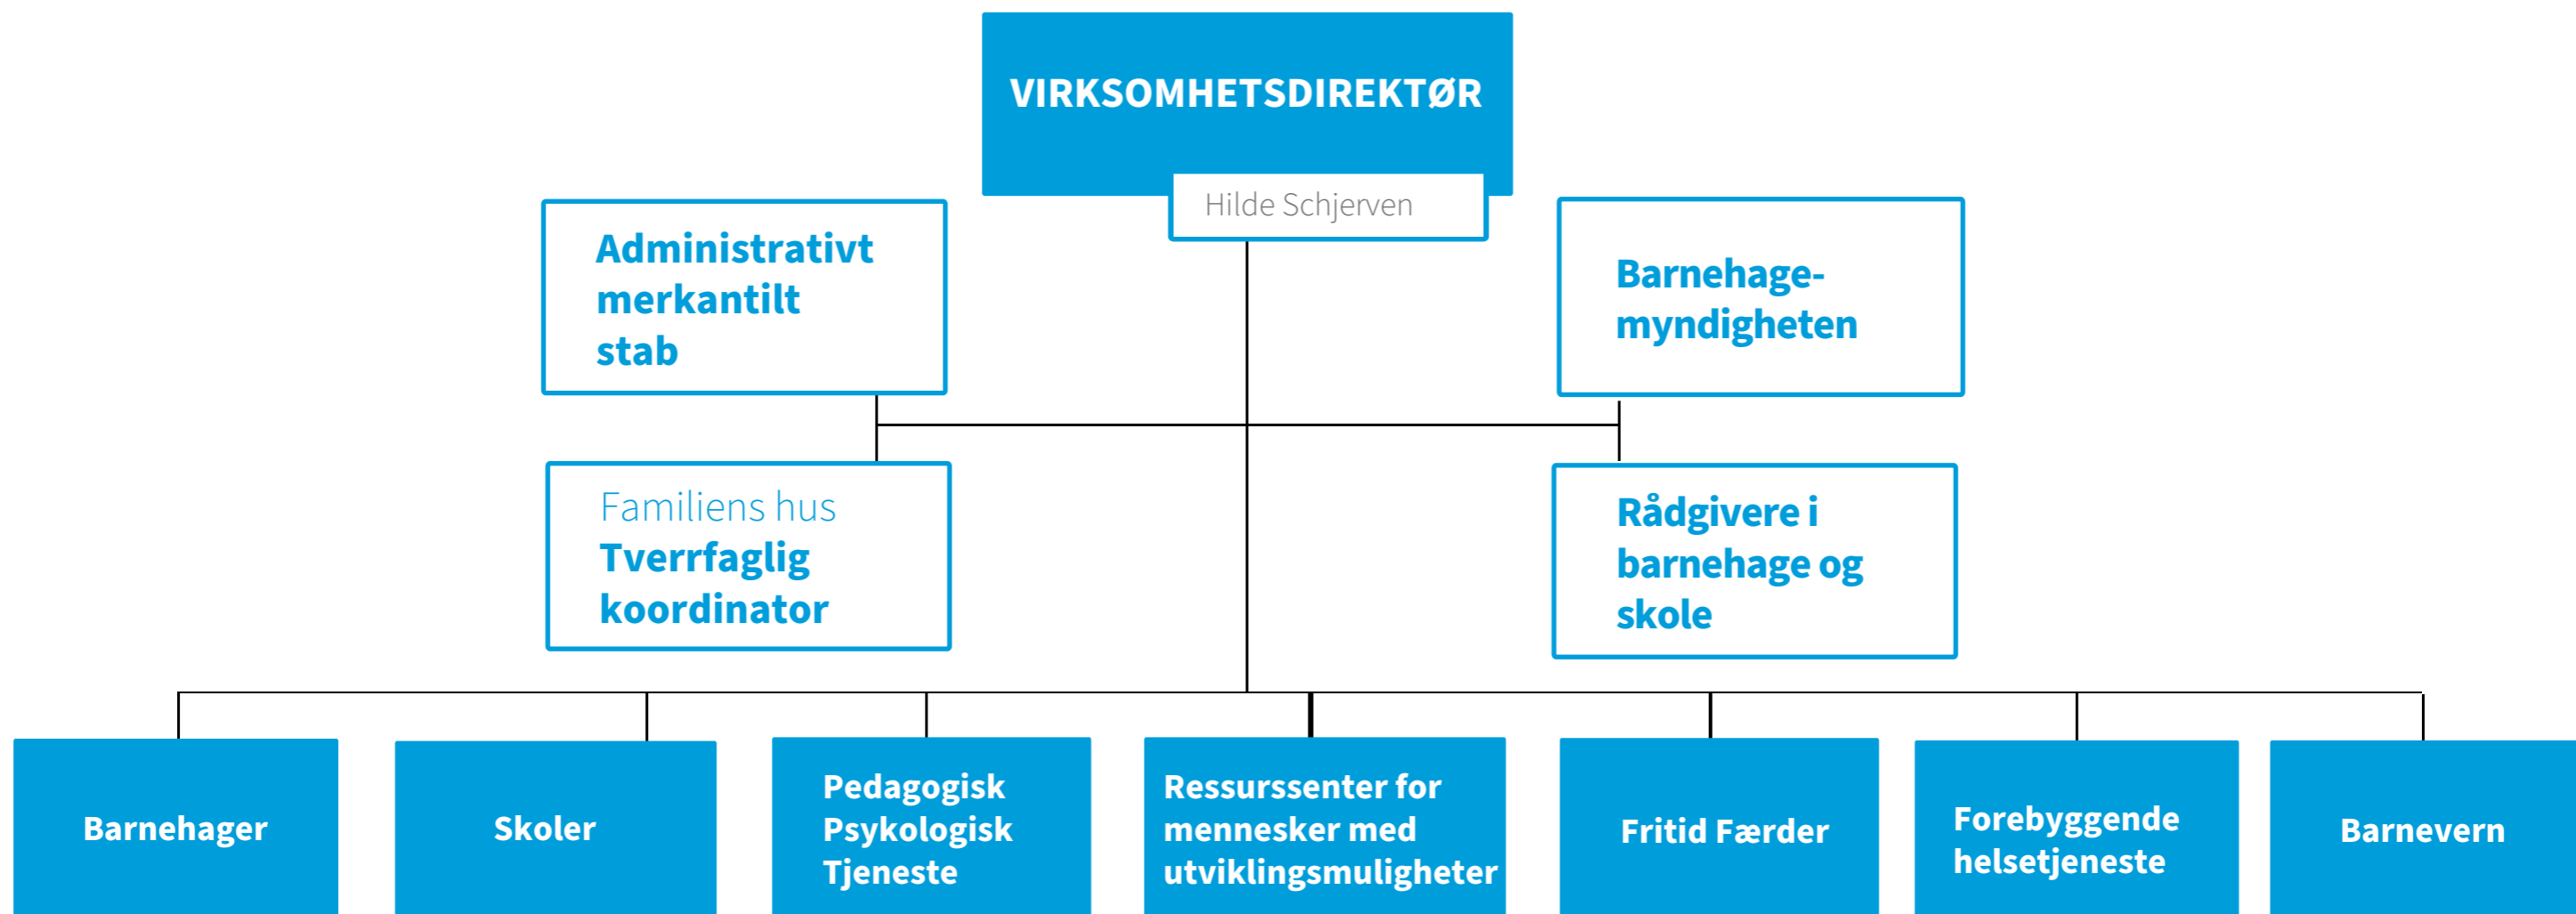 VIRKSOMHETSDIREKTØR
Hilde Schjerven
Administrativt
merkantilt
stab
Barnehage-
myndigheten
Familiens hus
Tverrfaglig
koordinator
Rådgivere i
barnehage og
skole
Barnehager
Skoler
Pedagogisk
Psykologisk
Tjeneste
Ressurssenter for
mennesker med
utviklingsmuligheter
Fritid Færder
Forebyggende
helsetjeneste
Barnevern